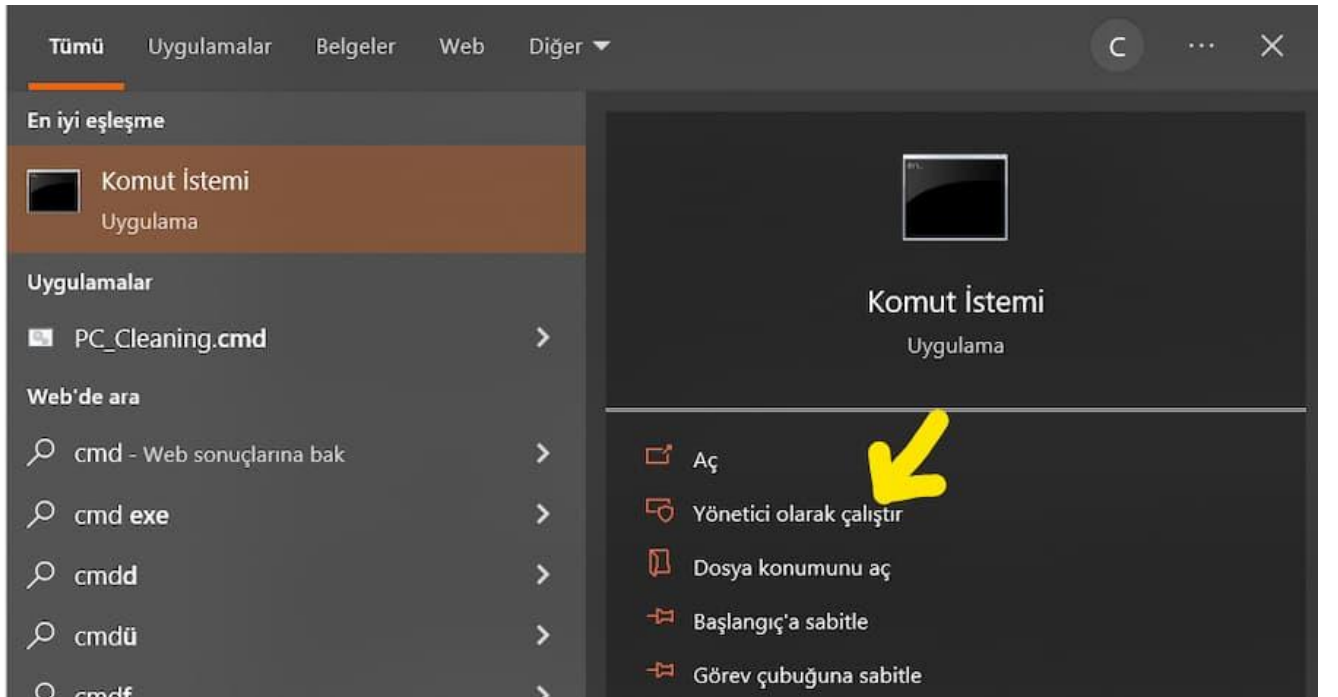 Tümü Uygulamalar Belgeler Web Diğer C ...
En iyi eşleşme
Komut İstemi
Uygulama
Uygulamalar
PC_Cleaning.cmd
Web'de ara
cmd - Web sonuçlarına bak
cmd exe
cmdd
cmdü
cmdf
Komut İstemi
Uygulama
Aç
Yönetici olarak çalıştır
Dosya konumunu aç
Başlangıç'a sabitle
Görev çubuğuna sabitle